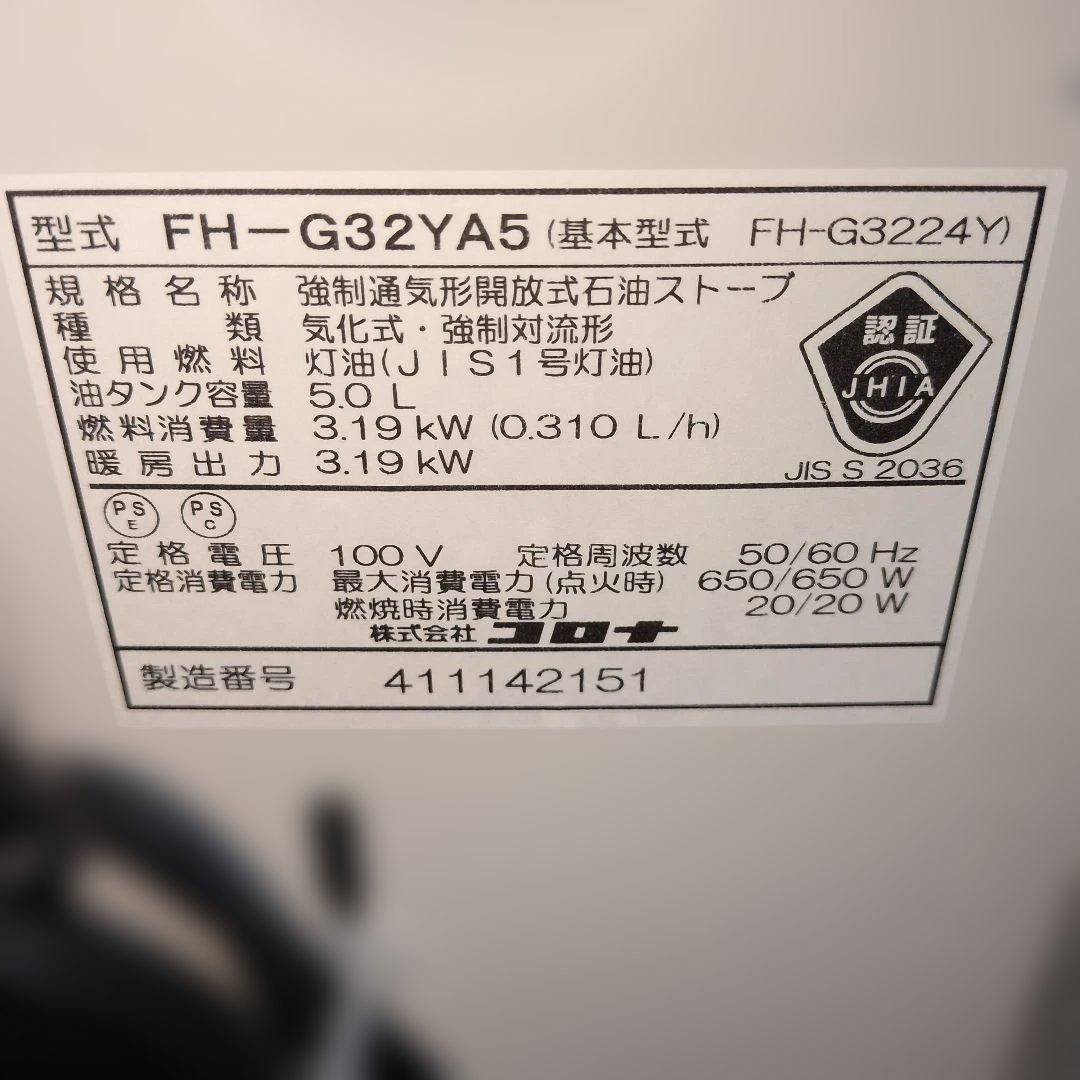 型式 FH-G32YA5 (基本型式 FH-G3224Y)
規格名称 強制通気形開放式石油ストーブ
種類 気化式・強制対流形
使用燃料 灯油(JIS1号灯油)
油タンク容量 5.0 L
燃料消費量 3.19 kW (0.310 L/h)
暖房出力 3.19 kW
認証
JHIA
JIS S 2036
PS E PS C
定格電圧 100 V 定格周波数 50/60 Hz
定格消費電力 最大消費電力(点火時) 650/650 W
燃焼時消費電力 20/20 W
株式会社 コロナ
製造番号 411142151